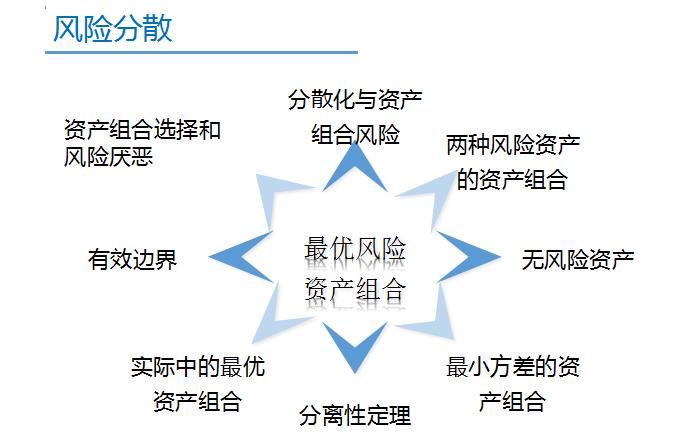 风险分散
分散化与资产
组合风险
资产组合选择和
风险厌恶
两种风险资产
的资产组合
有效边界
最优风险
资产组合
无风险资产
实际中的最优
资产组合
最小方差的资
产组合
分离性定理